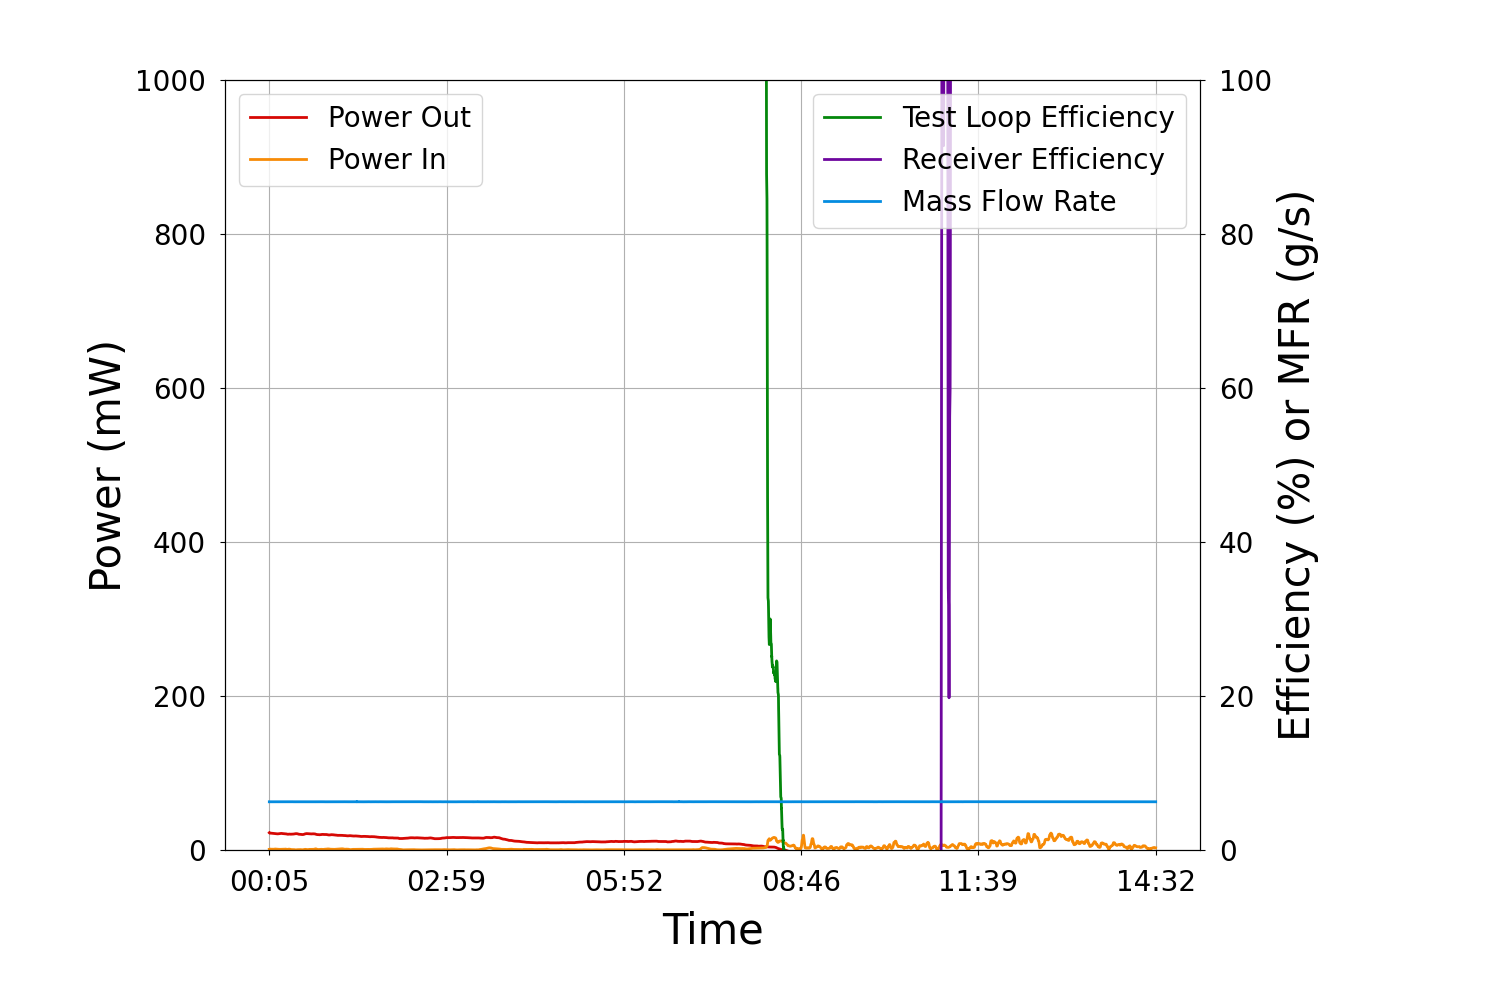 1000
800
600
400
200
0
Power (mW)
Power Out
Power In
Test Loop Efficiency
Receiver Efficiency
Mass Flow Rate
100
80
60
40
20
0
Efficiency (%) or MFR (g/s)
00:05 02:59 05:52 08:46 11:39 14:32
Time